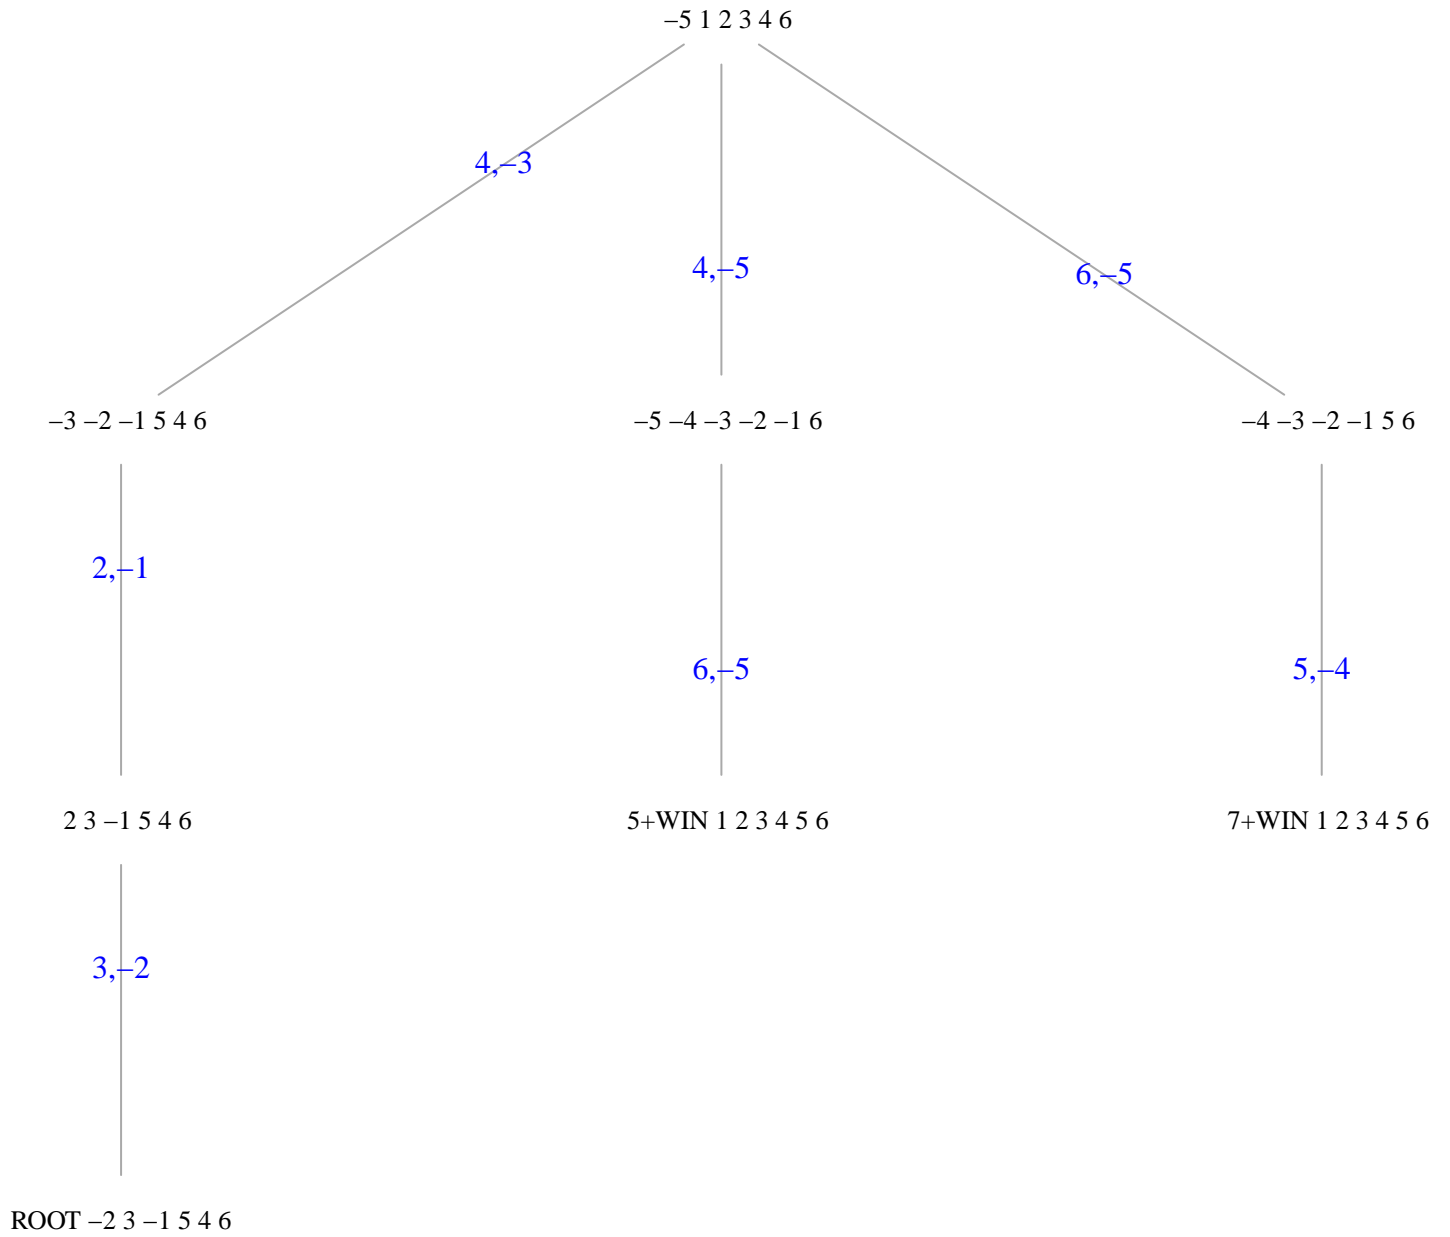 –5 1 2 3 4 6
4,–3
4,–5
6,–5
–3 –2 –1 5 4 6
–5 –4 –3 –2 –1 6
–4 –3 –2 –1 5 6
2,–1
6,–5
5,–4
2 3 –1 5 4 6
5+WIN 1 2 3 4 5 6
7+WIN 1 2 3 4 5 6
3,–2
ROOT –2 3 –1 5 4 6